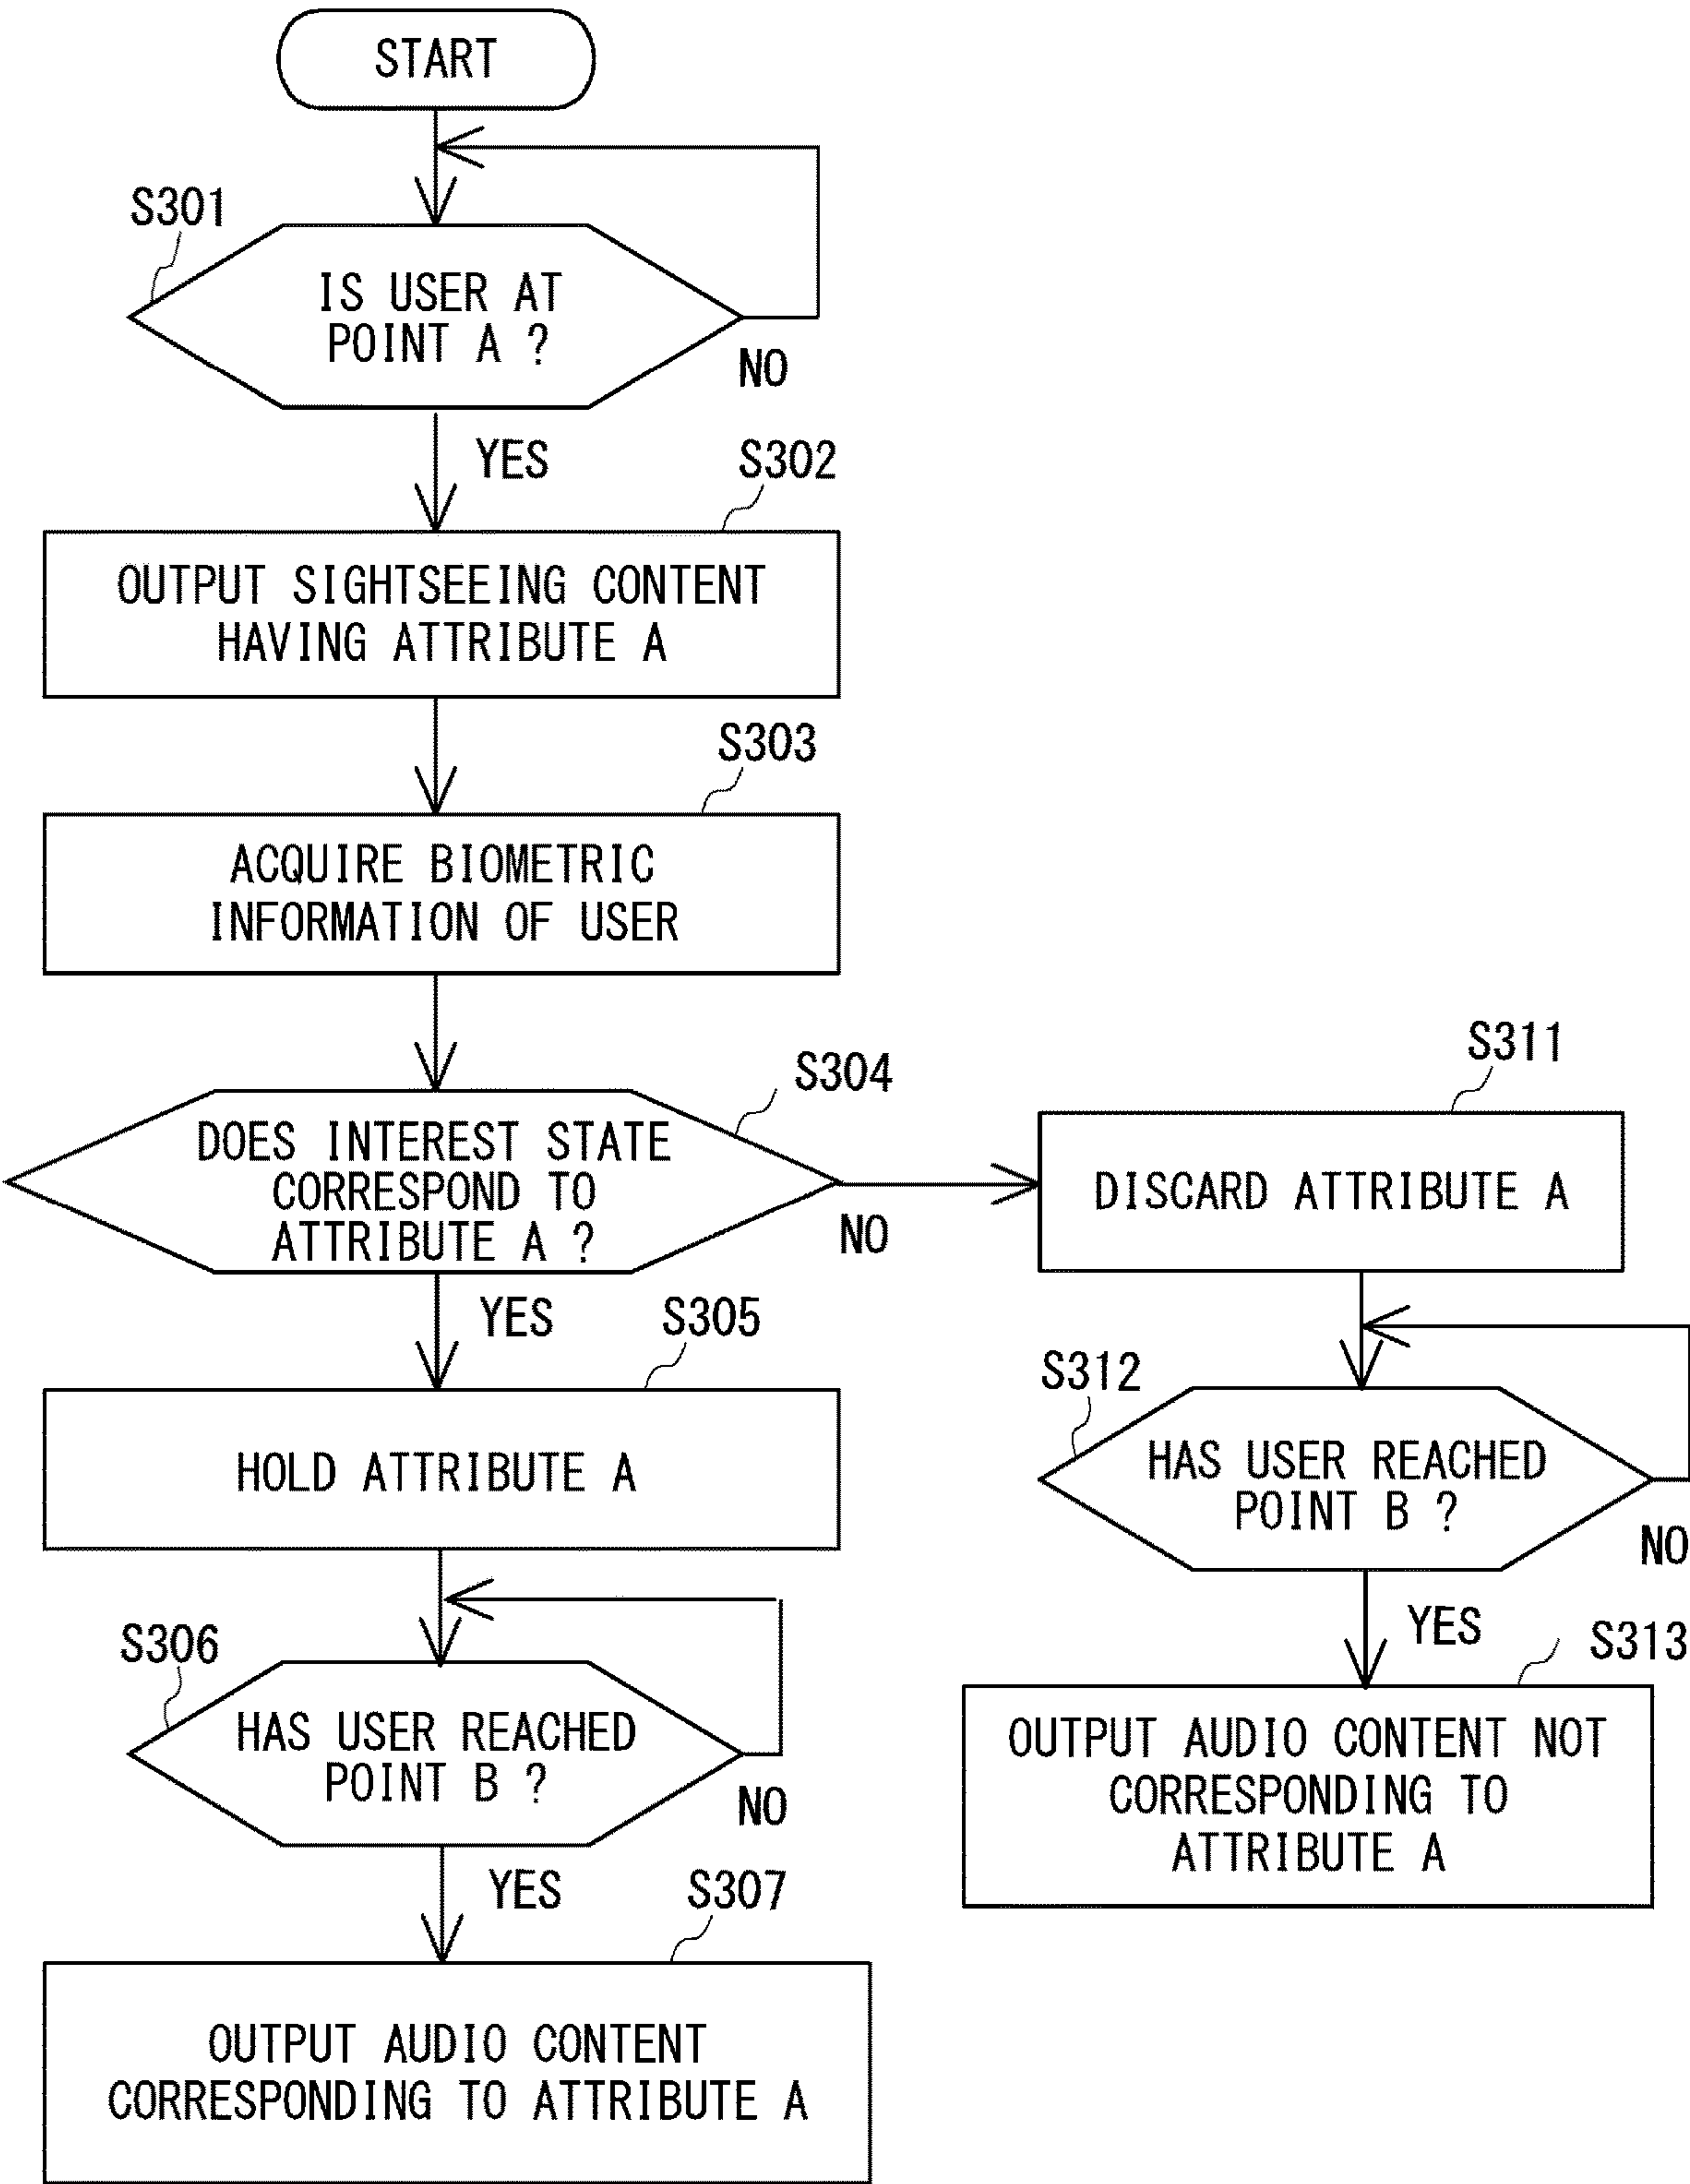 START
S301
IS USER AT
POINT A ?
NO
YES
S302
OUTPUT SIGHTSEEING CONTENT
HAVING ATTRIBUTE A
S303
ACQUIRE BIOMETRIC
INFORMATION OF USER
S304
DOES INTEREST STATE
CORRESPOND TO
ATTRIBUTE A ?
NO
YES
S305
HOLD ATTRIBUTE A
S306
HAS USER REACHED
POINT B ?
NO
YES
S307
OUTPUT AUDIO CONTENT
CORRESPONDING TO ATTRIBUTE A
S311
DISCARD ATTRIBUTE A
S312
HAS USER REACHED
POINT B ?
NO
YES
S313
OUTPUT AUDIO CONTENT NOT
CORRESPONDING TO
ATTRIBUTE A